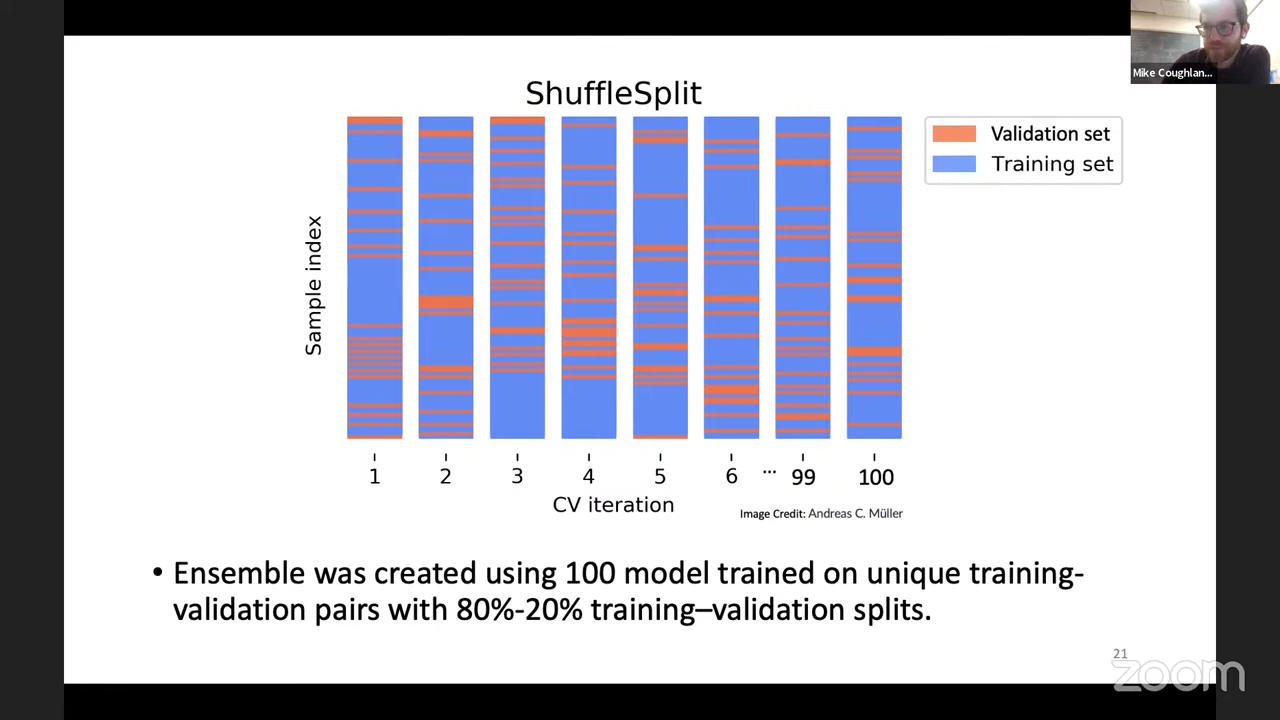 Mike Coughlan...
ShuffleSplit
Validation set
Training set
Sample index
1 2 3 4 5 6 ... 99 100
CV iteration
Image Credit: Andreas C. Müller
• Ensemble was created using 100 model trained on unique training-
validation pairs with 80%-20% training–validation splits.
21
zoom